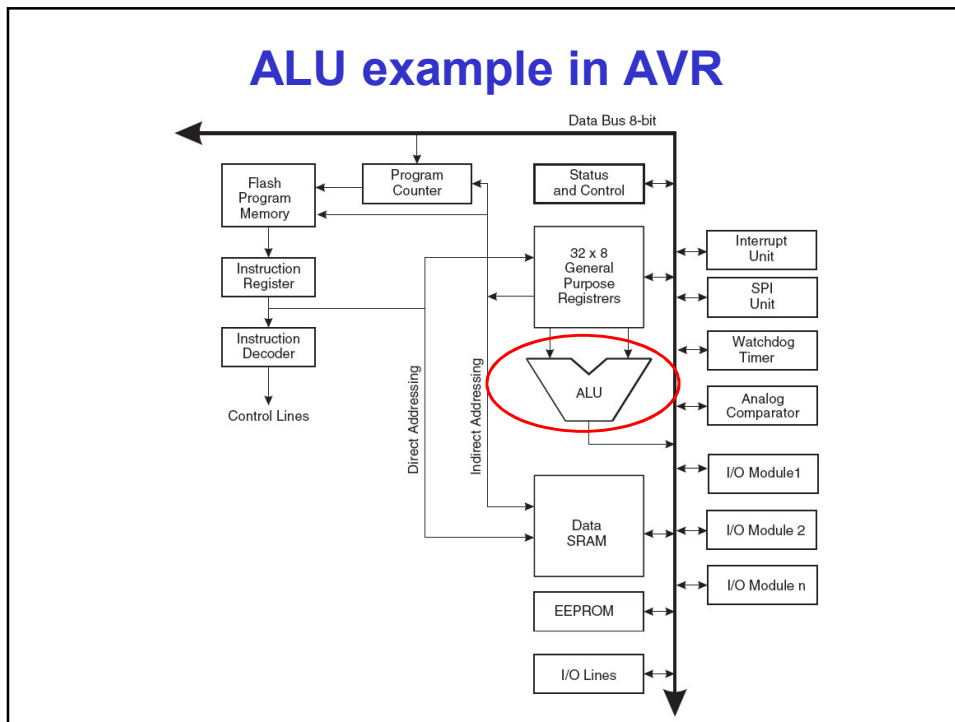 ALU example in AVR
Data Bus 8-bit
Flash
Program
Memory
Program
Counter
Status
and Control
Interrupt
Unit
32 x 8
General
Purpose
Registrers
Instruction
Register
SPI
Unit
Instruction
Decoder
Watchdog
Timer
ALU
Analog
Comparator
Control Lines
Direct Addressing
Indirect Addressing
I/O Module1
Data
SRAM
I/O Module 2
I/O Module n
EEPROM
I/O Lines